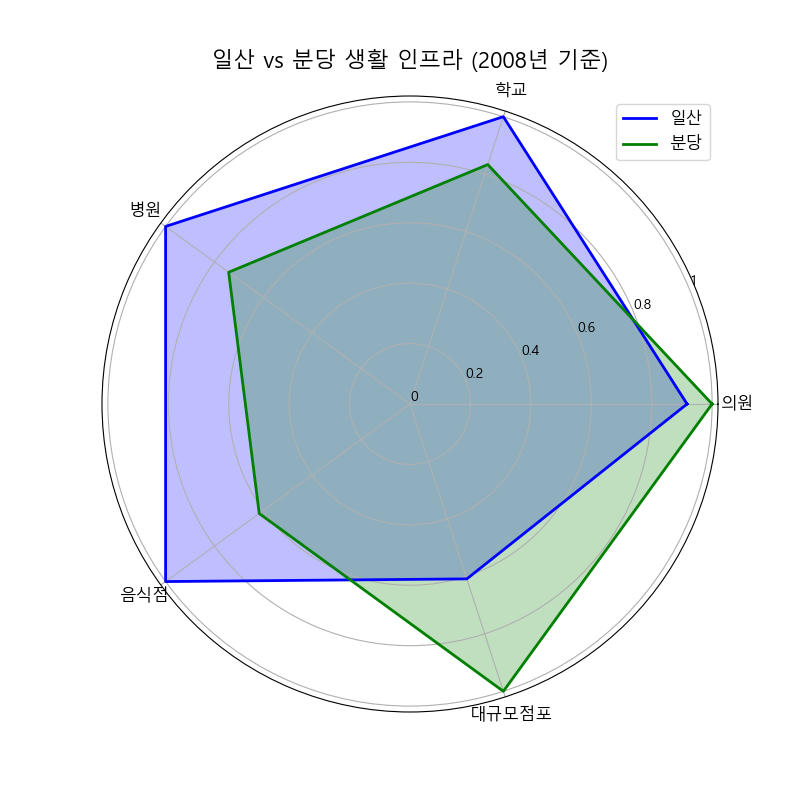 일산 vs 분당 생활 인프라 (2008년 기준)
학교
일산
분당
병원
1
0.8
0.6
0.4
0.2
0
의원
음식점
대규모점포